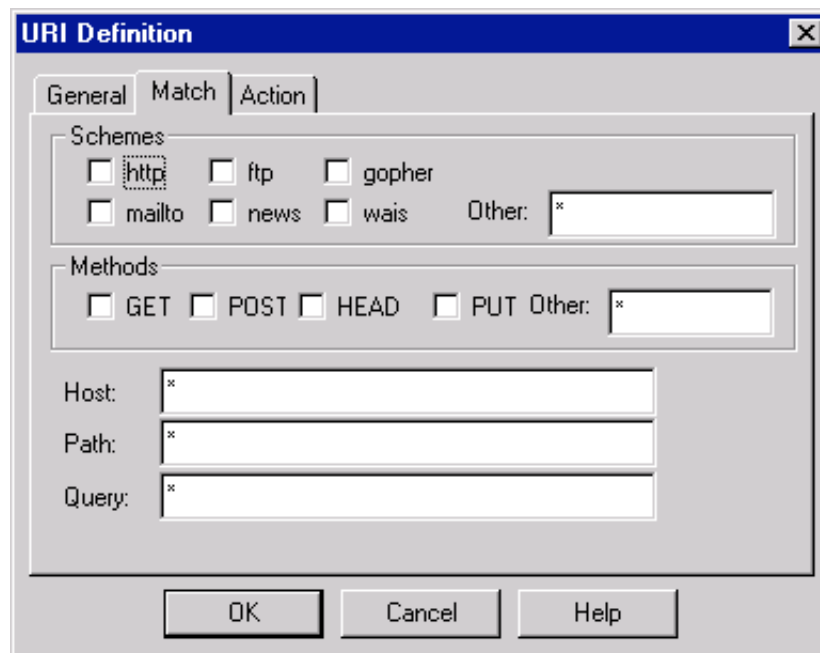 URI Definition
General Match Action
Schemes
http ftp gopher
mailto news wais Other: *
Methods
GET POST HEAD PUT Other: *
Host: *
Path: *
Query: *
OK Cancel Help